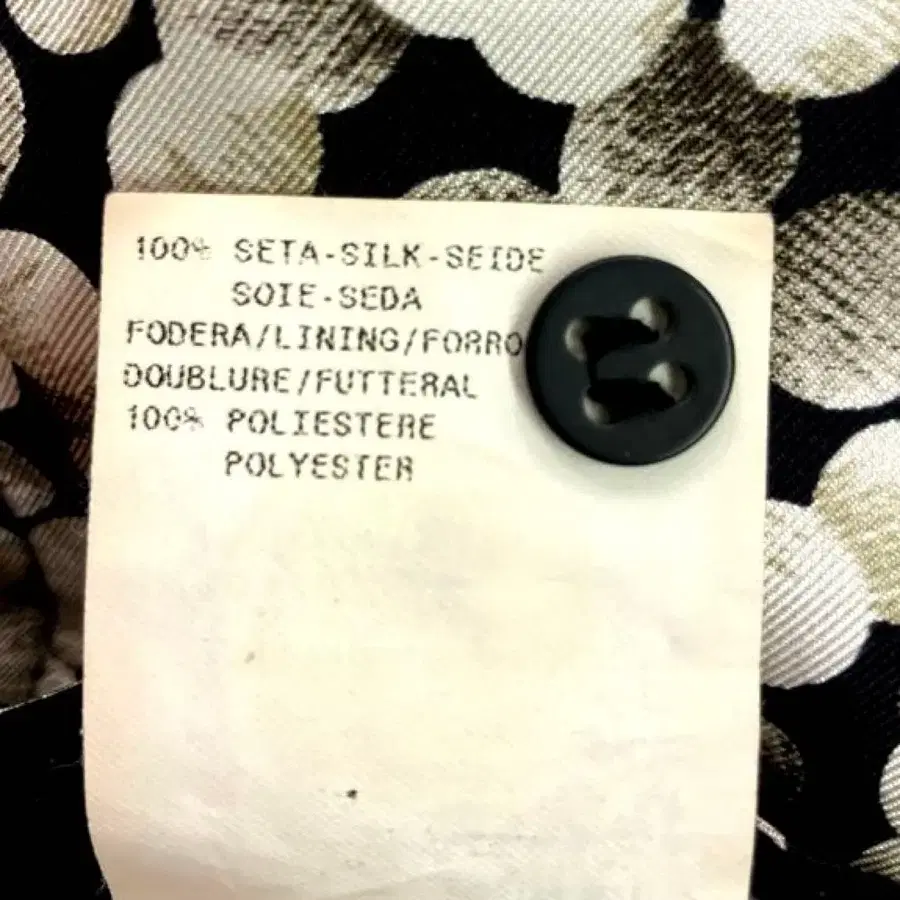 100% SETA-SILK-SEIDE
SOIE-SEDA
FODERA/LINING/FORRO
DOUBLURE/FUTTERAL
100% POLIESTERE
POLYESTER